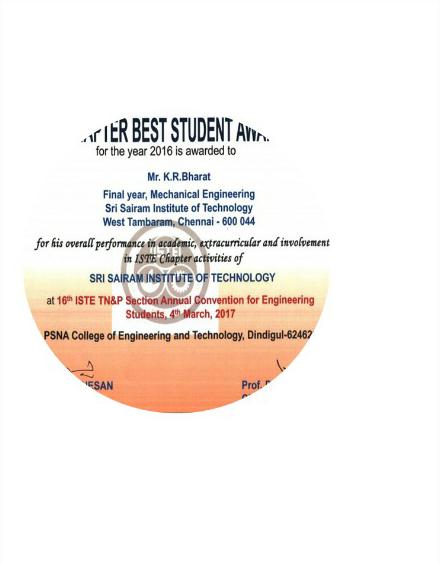 BEST STUDENT
for the year 2016 is awarded to
Mr. K.R.Bharat
Final year, Mechanical Engineering
Sri Sairam Institute of Technology
West Tambaram, Chennai - 600 044
for his overall performance in academic, extracurricular and involvement
in ISTE Chapter activities of
SRI SAIRAM INSTITUTE OF TECHNOLOGY
at 16th ISTE TN&P Section Annual Convention for Engineering
Students, 4th March, 2017
PSNA College of Engineering and Technology, Dindigul-62462
Prof.
ISTE